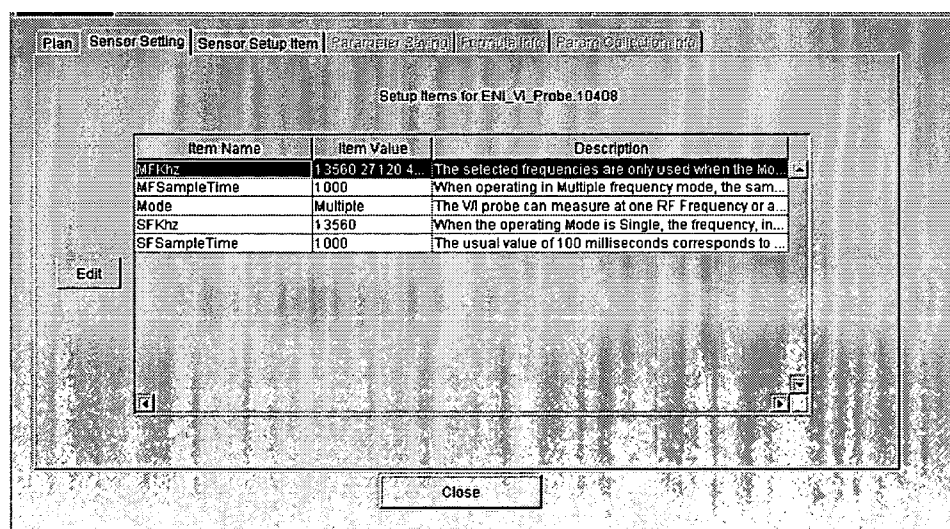 Plan Sensor Setting Sensor Setup Item Parameter Saving Formula Info Param Collection Info
Setup Items for ENI_VI_Probe.10408
Item Name Item Value Description
MFKhz 13560 27120 4... The selected frequencies are only used when the Mo...
MFSampleTime 1000 When operating in Multiple frequency mode, the sam...
Mode Multiple The V/I probe can measure at one RF Frequency or a...
SFKhz 13560 When the operating Mode is Single, the frequency, in...
SFSampleTime 1000 The usual value of 100 milliseconds corresponds to ...
Edit
Close